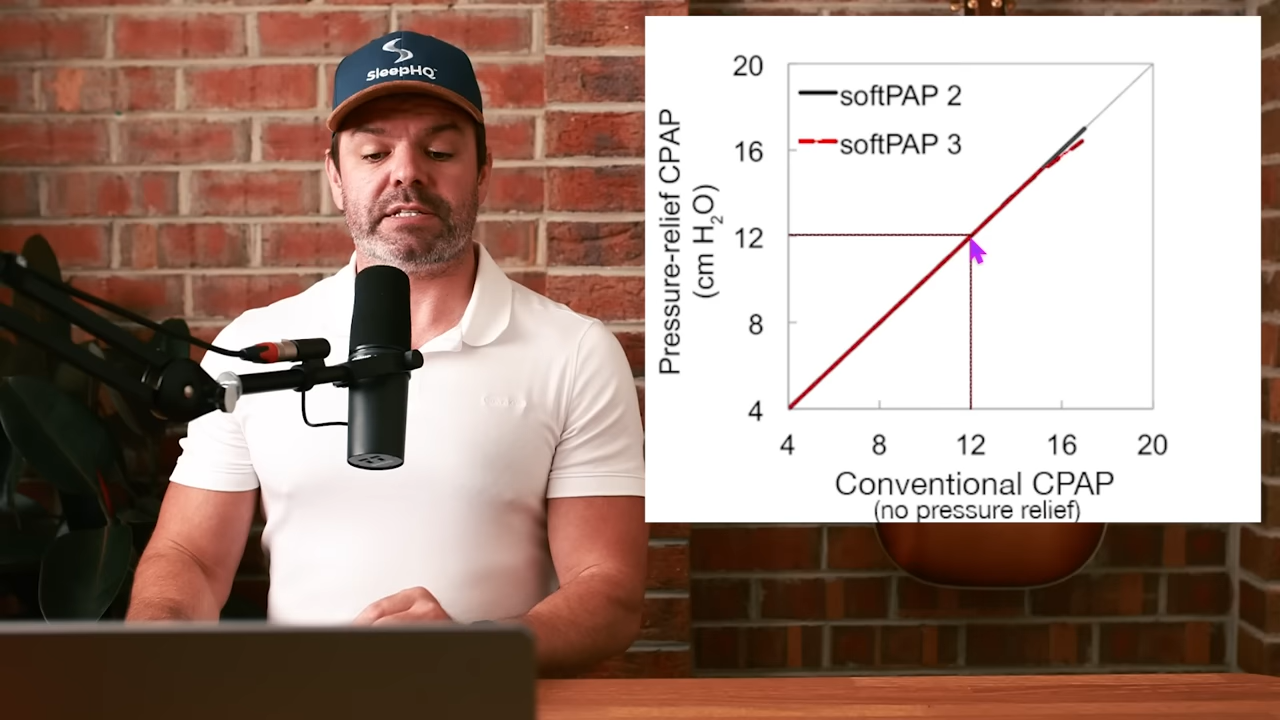 SleepHQ
20
16
12
8
4
Pressure-relief CPAP
(cm H₂O)
softPAP 2
softPAP 3
4 8 12 16 20
Conventional CPAP
(no pressure relief)